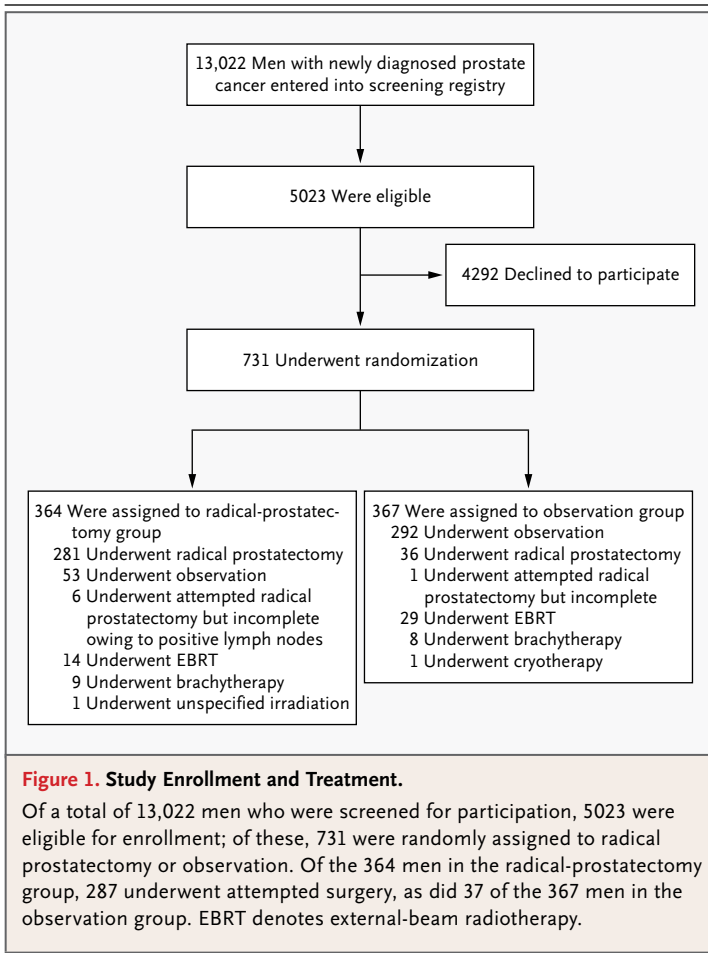 13,022 Men with newly diagnosed prostate
cancer entered into screening registry
5023 Were eligible
4292 Declined to participate
731 Underwent randomization
364 Were assigned to radical-prostatec-
tomy group
281 Underwent radical prostatectomy
53 Underwent observation
6 Underwent attempted radical
prostatectomy but incomplete
owing to positive lymph nodes
14 Underwent EBRT
9 Underwent brachytherapy
1 Underwent unspecified irradiation
367 Were assigned to observation group
292 Underwent observation
36 Underwent radical prostatectomy
1 Underwent attempted radical
prostatectomy but incomplete
29 Underwent EBRT
8 Underwent brachytherapy
1 Underwent cryotherapy
Figure 1. Study Enrollment and Treatment.
Of a total of 13,022 men who were screened for participation, 5023 were
eligible for enrollment; of these, 731 were randomly assigned to radical
prostatectomy or observation. Of the 364 men in the radical-prostatectomy
group, 287 underwent attempted surgery, as did 37 of the 367 men in the
observation group. EBRT denotes external-beam radiotherapy.